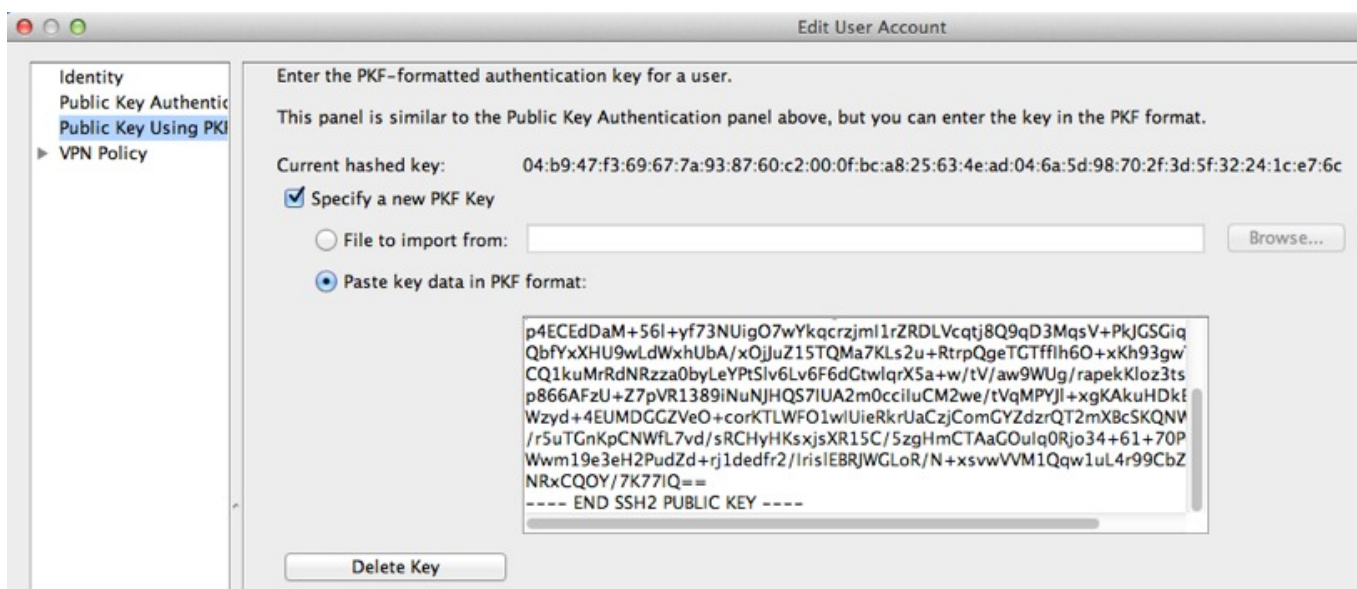 Edit User Account
Identity
Public Key Authentic
Public Key Using PKF
VPN Policy
Enter the PKF-formatted authentication key for a user.
This panel is similar to the Public Key Authentication panel above, but you can enter the key in the PKF format.
Current hashed key: 04:b9:47:f3:69:67:7a:93:87:60:c2:00:0f:bc:a8:25:63:4e:ad:04:6a:5d:98:70:2f:3d:5f:32:24:1c:e7:6c
Specify a new PKF Key
File to import from:
Browse...
Paste key data in PKF format:
p4ECEdDaM+56l+yf73NUigO7wYkqcrzjml1rZRDLVcqtj8Q9qD3MqsV+PkJGSGiq
QbfYxXHU9wLdWxhUbA/xOjJuZ15TQMa7KLs2u+RtrpQgeTGTfflh6O+xKh93gw
CQ1kuMrRdNRzza0byLeYPtSlv6Lv6F6dGtwlqrX5a+w/tV/aw9WUg/rapekKloz3ts
p866AFzU+Z7pVR1389iNuNJHQS7IUA2m0cciluCM2we/tVqMPYJl+xgKAkuHDkE
Wzyd+4EUMDGGZVeO+corKTLWFO1wlUieRkrUaCzjComGYZdzrQT2mXBcSKQNW
/r5uTGnKpCNWfL7vd/sRCHyHKsxjsXR15C/5zgHmCTAaGOulq0Rjo34+61+70P
Wwm19e3eH2PudZd+rj1dedfr2/IrislEBRJWGLoR/N+xsvwVVM1Qqw1uL4r99CbZ
NRxCQOY/7K77IQ==
---- END SSH2 PUBLIC KEY ----
Delete Key